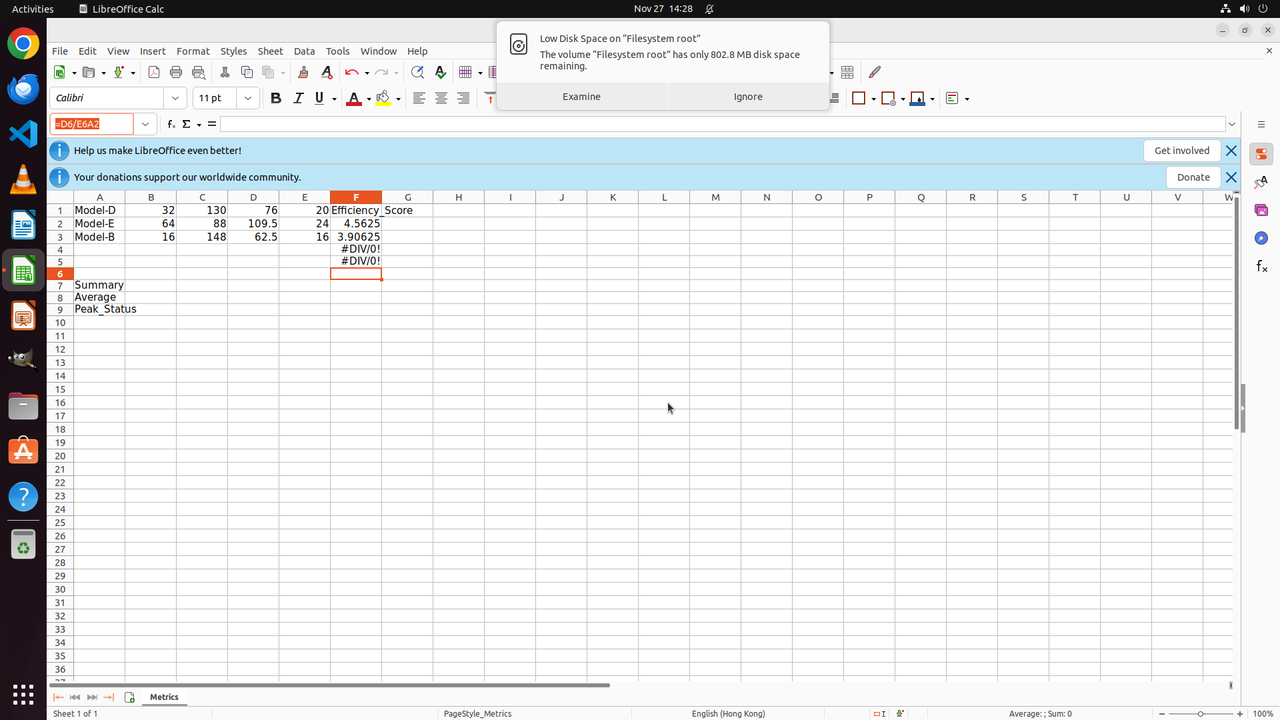 Activities
LibreOffice Calc
Nov 27 14:28
Low Disk Space on “Filesystem root”
The volume “Filesystem root” has only 802.8 MB disk space
remaining.
Examine
Ignore
File Edit View Insert Format Styles Sheet Data Tools Window Help
Calibri
11 pt
=D6/E6A2
Help us make LibreOffice even better!
Get involved
Your donations support our worldwide community.
Donate
A B C D E F G H I J K L M N O P Q R S T U V W
1 Model-D 32 130 76 20 Efficiency_Score
2 Model-E 64 88 109.5 24 4.5625
3 Model-B 16 148 62.5 16 3.90625
4 #DIV/0!
5 #DIV/0!
6
7 Summary
8 Average
9 Peak_Status
10
11
12
13
14
15
16
17
18
19
20
21
22
23
24
25
26
27
28
29
30
31
32
33
34
35
36
Metrics
Sheet 1 of 1
PageStyle_Metrics
English (Hong Kong)
Average: ; Sum: 0
100%